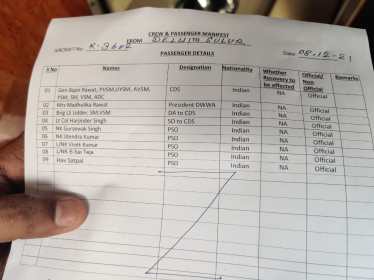 CREW & PASSENGER MANIFEST
FROM DELHI TO SULUR
PASSENGER DETAILS
Date: 08-12-21
S No Names Designation Nationality Whether Recovery to be effected Official/ Non Official Remarks
01 Gen Bipin Rawat, PVSM,UYSM, AVSM, YSM, SM, VSM, ADC CDS Indian NA Official
02 Mrs Madhulika Rawat President DWWA Indian NA Official
03 Brig LS Lidder, SM,VSM DA to CDS Indian NA Official
04 Lt Col Harjinder Singh SO to CDS Indian NA Official
05 NK Gursewak Singh PSO Indian NA Official
06 NK Jitendra Kumar PSO Indian NA Official
07 L/NK Vivek Kumar PSO Indian NA Official
08 L/NK B Sai Teja PSO Indian NA Official
09 Hav Satpal PSO Indian NA Official